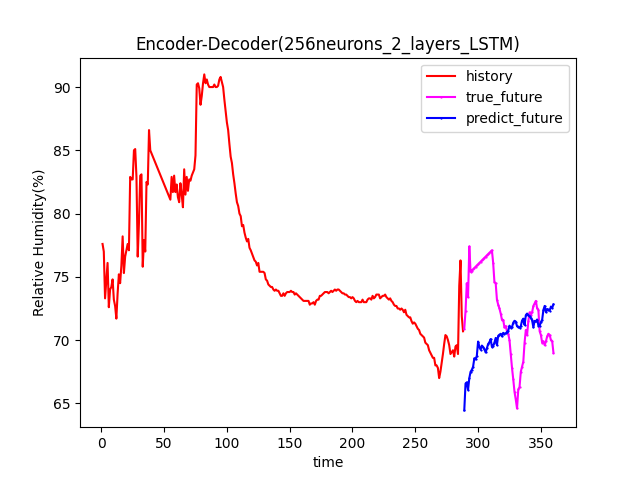 Encoder-Decoder(256neurons_2_layers_LSTM)
history
true_future
predict_future
Relative Humidity(%)
90
85
80
75
70
65
0 50 100 150 200 250 300 350
time